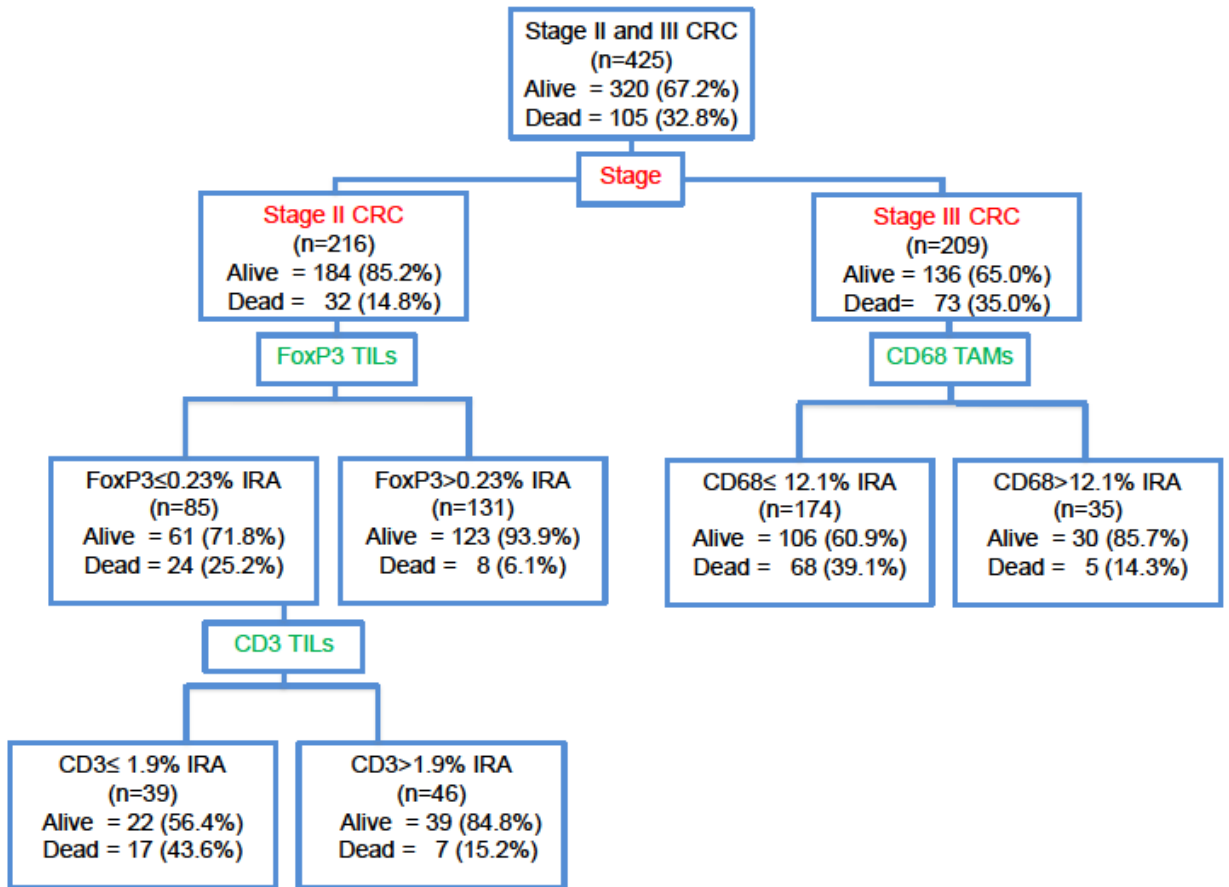 Stage II and III CRC
(n=425)
Alive = 320 (67.2%)
Dead = 105 (32.8%)
Stage
Stage II CRC
(n=216)
Alive = 184 (85.2%)
Dead = 32 (14.8%)
Stage III CRC
(n=209)
Alive = 136 (65.0%)
Dead= 73 (35.0%)
FoxP3 TILs
CD68 TAMs
FoxP3≤0.23% IRA
(n=85)
Alive = 61 (71.8%)
Dead = 24 (25.2%)
FoxP3>0.23% IRA
(n=131)
Alive = 123 (93.9%)
Dead = 8 (6.1%)
CD68≤ 12.1% IRA
(n=174)
Alive = 106 (60.9%)
Dead = 68 (39.1%)
CD68>12.1% IRA
(n=35)
Alive = 30 (85.7%)
Dead = 5 (14.3%)
CD3 TILs
CD3≤ 1.9% IRA
(n=39)
Alive = 22 (56.4%)
Dead = 17 (43.6%)
CD3>1.9% IRA
(n=46)
Alive = 39 (84.8%)
Dead = 7 (15.2%)